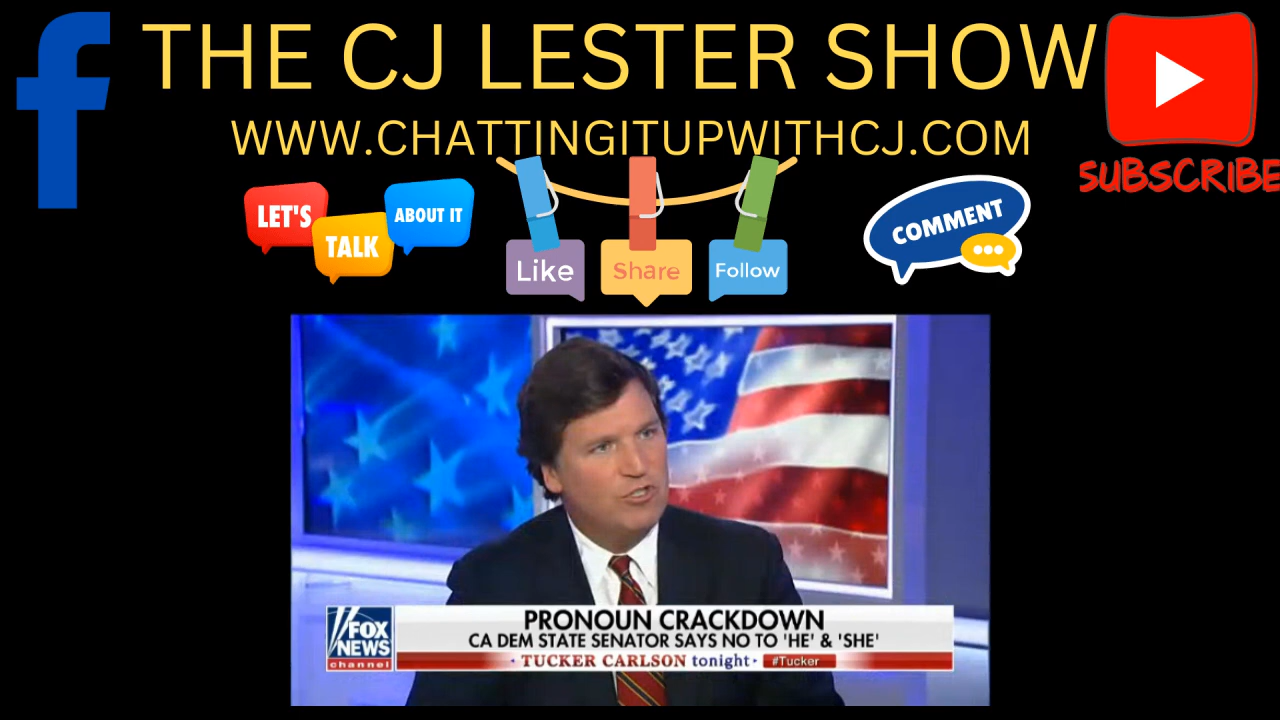 THE CJ LESTER SHOW
WWW.CHATTINGITUPWITHCJ.COM
SUBSCRIBE
LET'S
TALK
ABOUT IT
Like
Share
Follow
COMMENT
FOX
NEWS
channel
PRONOUN CRACKDOWN
CA DEM STATE SENATOR SAYS NO TO 'HE' & 'SHE'
TUCKER CARLSON tonight
#Tucker